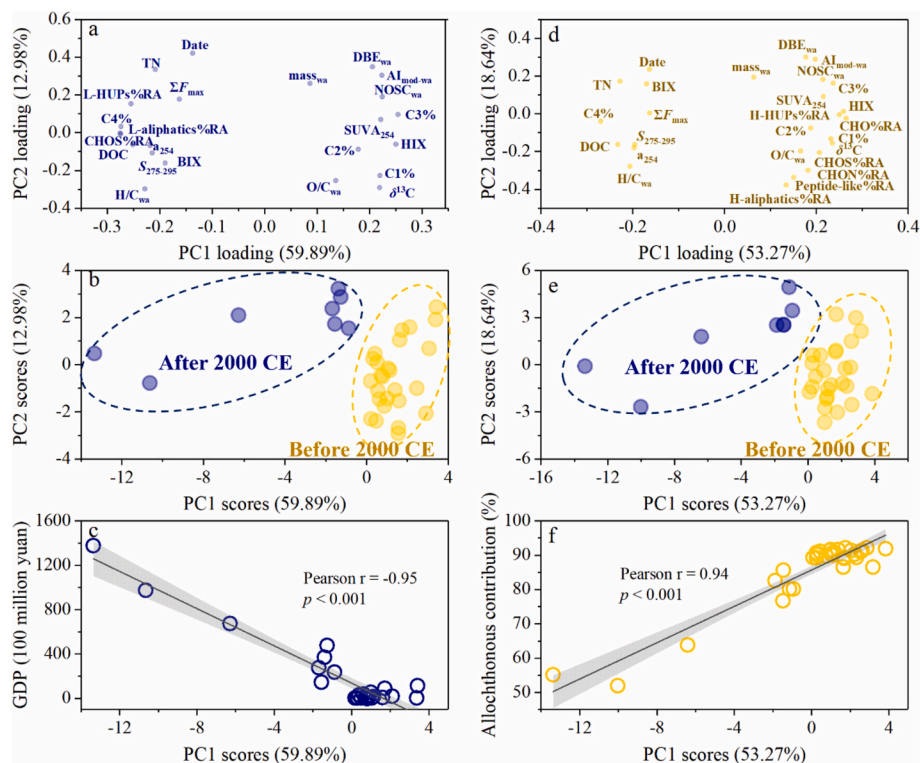 a
PC2 loading (12.98%)
0.6
0.4
0.2
0.0
-0.2
-0.4
Date
TN
ΣFmax
L-HUPs%RA
C4%
L-aliphatics%RA
CHOS%RA
a254
DOC
S275-295
BIX
H/Cwa
masswa
DBEwa
AImod-wa
NOSCwa
C3%
SUVA254
HIX
C2%
C1%
O/Cwa
δ13C
-0.3 -0.2 -0.1 0.0 0.1 0.2 0.3
PC1 loading (59.89%)
d
PC2 loading (18.64%)
0.4
0.2
0.0
-0.2
-0.4
Date
TN
BIX
ΣFmax
C4%
DOC
S275-295
a254
H/Cwa
masswa
DBEwa
AImod-wa
NOSCwa
C3%
SUVA254
HIX
H-HUPs%RA
CHO%RA
C2%
C1%
O/Cwa
δ13C
CHOS%RA
CHON%RA
Peptide-like%RA
H-aliphatics%RA
-0.4 -0.2 0.0 0.2 0.4
PC1 loading (53.27%)
b
PC2 scores (12.98%)
4
2
0
-2
-4
After 2000 CE
Before 2000 CE
-12 -8 -4 0 4
PC1 scores (59.89%)
e
PC2 scores (18.64%)
6
3
0
-3
-6
After 2000 CE
Before 2000 CE
-16 -12 -8 -4 0 4
PC1 scores (53.27%)
c
GDP (100 million yuan)
1600
1200
800
400
0
Pearson r = -0.95
p < 0.001
-12 -8 -4 0 4
PC1 scores (59.89%)
f
Allochthonous contribution (%)
100
90
80
70
60
50
Pearson r = 0.94
p < 0.001
-12 -8 -4 0 4
PC1 scores (53.27%)